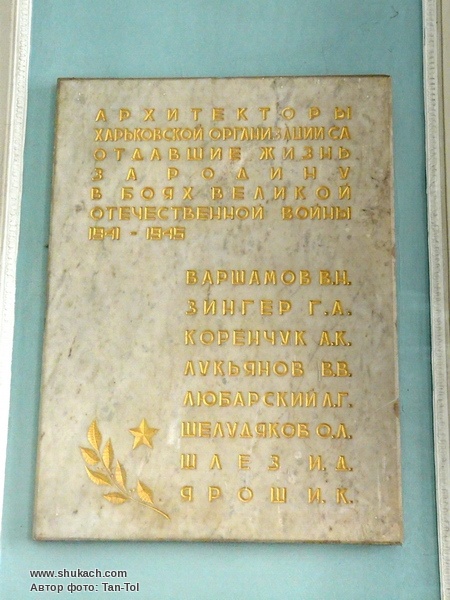 АРХИТЕКТОРЫ
ХАРЬКОВСКОЙ ОРГАНИЗАЦИИ СА
ОТДАВШИЕ ЖИЗНЬ
ЗА РОДИНУ
В БОЯХ ВЕЛИКОЙ
ОТЕЧЕСТВЕННОЙ ВОЙНЫ
1941 - 1945
ВАРШАМОВ В.Н.
ЗИНГЕР Г.А.
КОРЕНЧУК А.К.
ЛУКЬЯНОВ В.В.
ЛЮБАРСКИЙ Л.Г.
ШЕЛУДЯКОВ О.Л.
ШЛЕЗ И.Д.
ЯРОШ И.К.
www.shukach.com
Автор фото: Tan-Tol